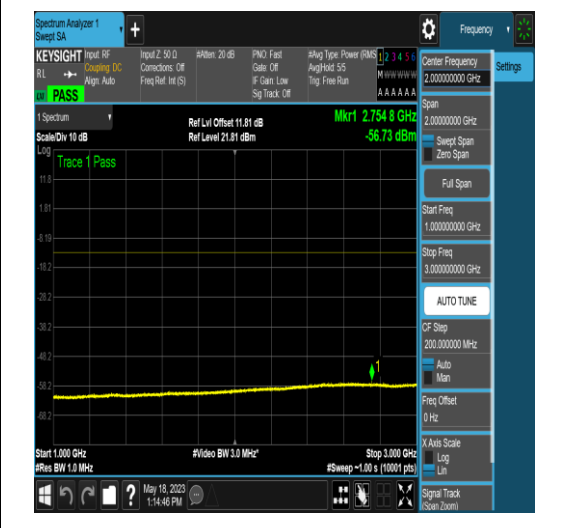 Spectrum Analyzer 1
Swept SA
+
Frequency
KEYSIGHT
RL
PASS
Input: RF
Coupling: DC
Align: Auto
Input Z: 50 Ω
Corrections: Off
Freq Ref: Int (S)
#Atten: 20 dB
PNO: Fast
Gate: Off
IF Gain: Low
Sig Track: Off
#Avg Type: Power (RMS
Avg|Hold: 5/5
Trig: Free Run
1 2 3 4 5 6
M W W W W W
A A A A A A
1 Spectrum
Scale/Div 10 dB
Ref Lvl Offset 11.81 dB
Ref Level 21.81 dBm
Mkr1 2.754 8 GHz
-56.73 dBm
Log
Trace 1 Pass
11.8
1.81
-8.19
-18.2
-28.2
-38.2
-48.2
-58.2
-68.2
1
Start 1.000 GHz
#Res BW 1.0 MHz
#Video BW 3.0 MHz*
Stop 3.000 GHz
#Sweep ~1.00 s (10001 pts)
?
May 18, 2023
1:14:46 PM
Center Frequency
2.000000000 GHz
Span
2.00000000 GHz
Swept Span
Zero Span
Full Span
Start Freq
1.000000000 GHz
Stop Freq
3.000000000 GHz
AUTO TUNE
CF Step
200.000000 MHz
Auto
Man
Freq Offset
0 Hz
X Axis Scale
Log
Lin
Signal Track
(Span Zoom)
Settings